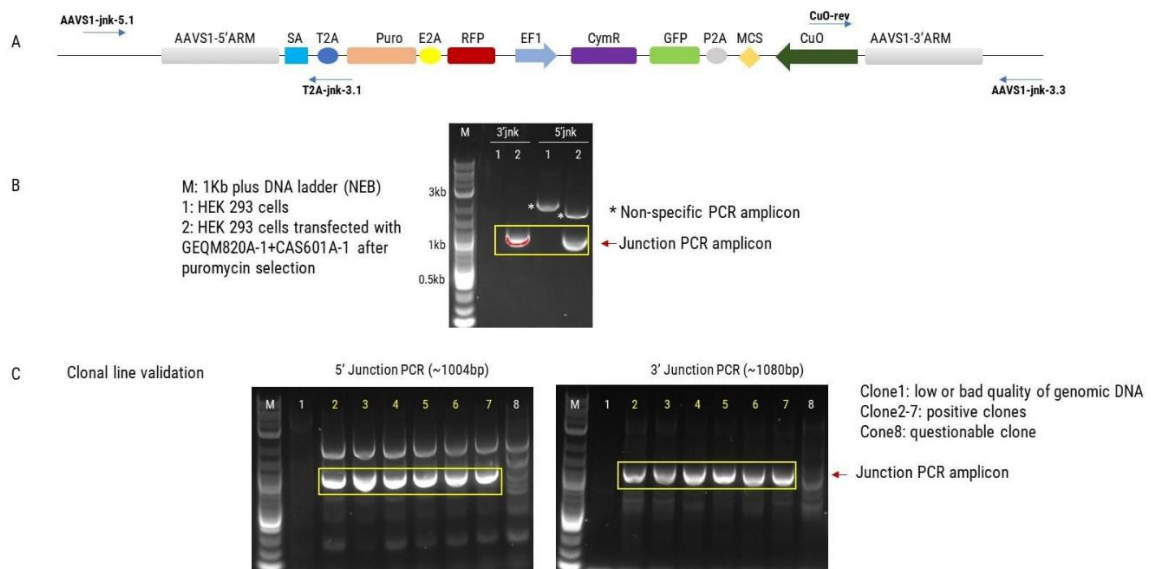 A
AAVS1-jnk-5.1
CuO-rev
AAVS1-5'ARM
SA
T2A
Puro
E2A
RFP
EF1
CymR
GFP
P2A
MCS
CuO
AAVS1-3'ARM
T2A-jnk-3.1
AAVS1-jnk-3.3
B
M: 1Kb plus DNA ladder (NEB)
1: HEK 293 cells
2: HEK 293 cells transfected with
GEQM820A-1+CAS601A-1 after
puromycin selection
M
3'jnk
5'jnk
1 2 1 2
3kb
1kb
0.5kb
*
*
* Non-specific PCR amplicon
Junction PCR amplicon
C
Clonal line validation
5' Junction PCR (~1004bp)
M 1 2 3 4 5 6 7 8
3' Junction PCR (~1080bp)
M 1 2 3 4 5 6 7 8
Clone1: low or bad quality of genomic DNA
Clone2-7: positive clones
Cone8: questionable clone
Junction PCR amplicon